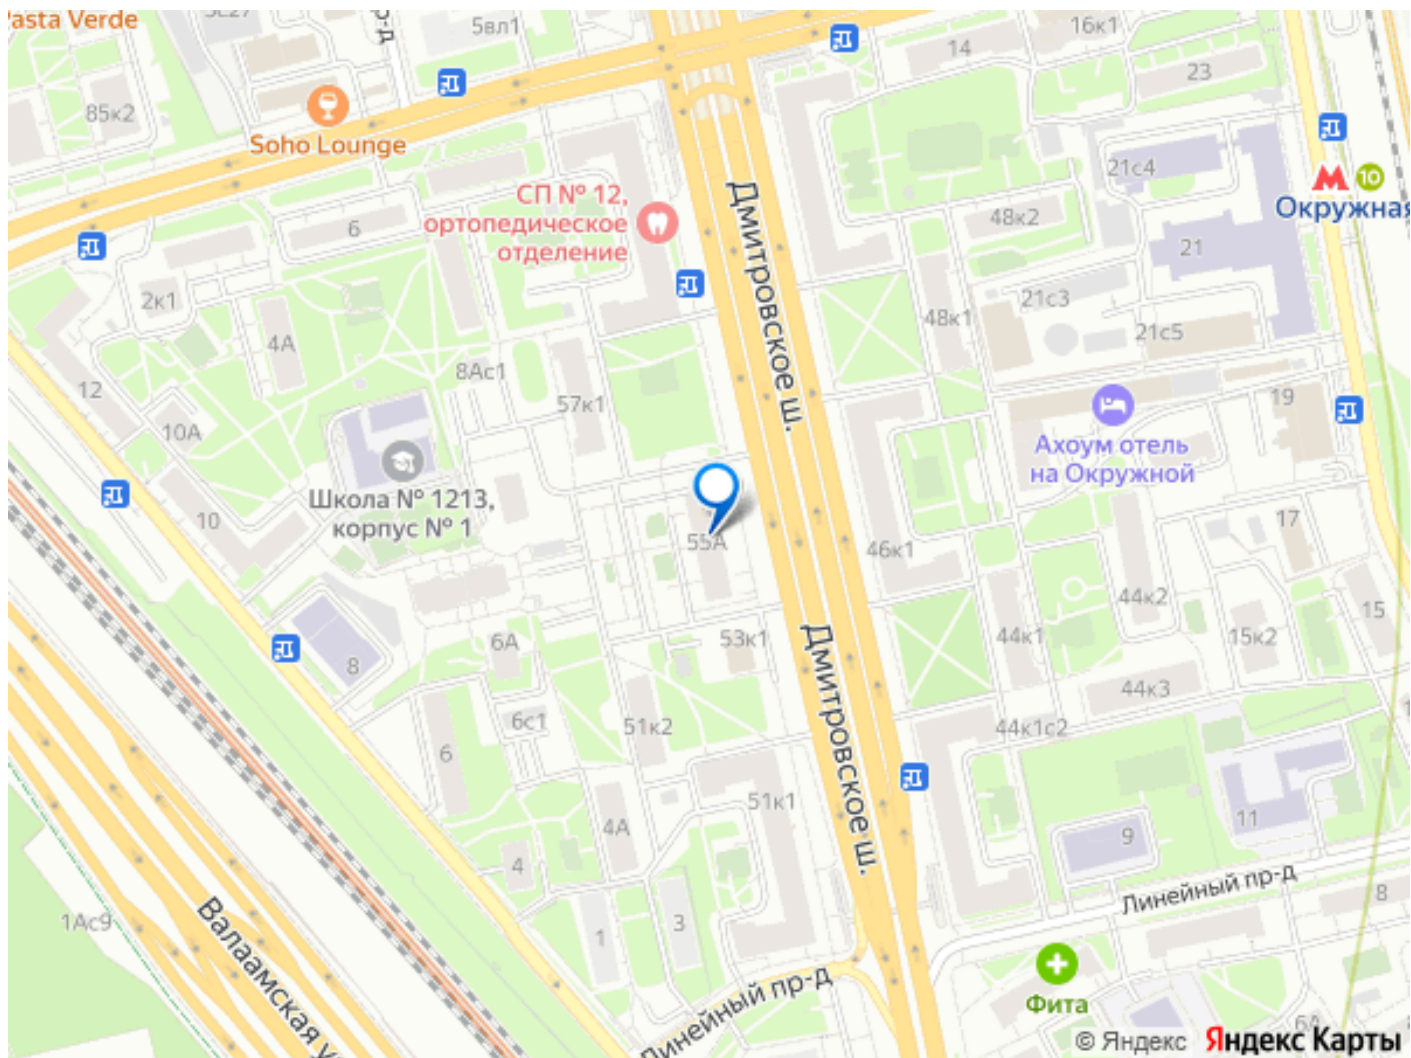 asta Verde
5вл1
14
16к1
23
85к2
Soho Lounge
СП № 12,
ортопедическое
отделение
6
21с4
10
Окружная
48к2
21
2к1
Дмитровское ш.
21с3
48к1
21с5
4А
8Ас1
12
57к1
19
10А
Ахоум отель
на Окружной
Школа № 1213,
корпус № 1
10
17
55А
46к1
44к2
15
53к1
6А
44к1
15к2
8
44к3
6с1
51к2
Дмитровское ш.
44к1с2
6
51к1
11
4А
9
4
Линейный пр-д
8
1Ас9
3
1
Валаамская у
Линейный пр-д
Фита
6А
© Яндекс Яндекс Карты